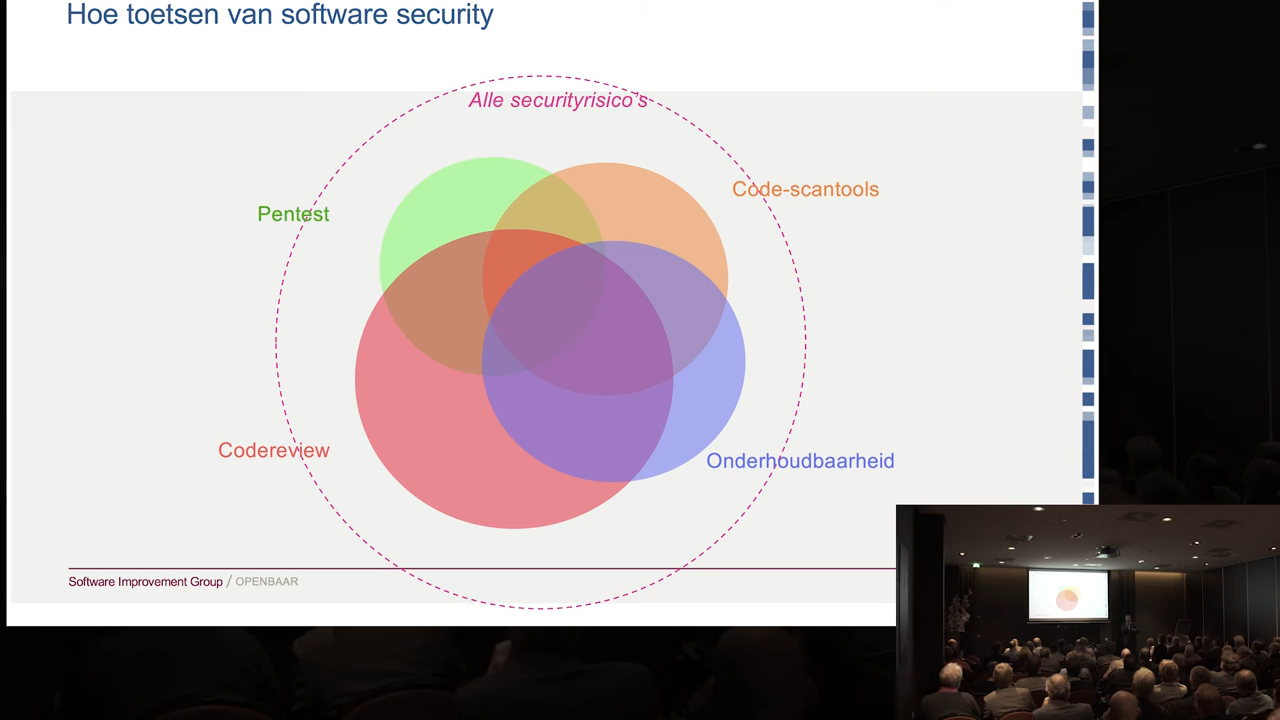 Hoe toetsen van software security
Alle securityrisico's
Code-scantools
Pentest
Codereview
Onderhoudbaarheid
Software Improvement Group / OPENBAAR